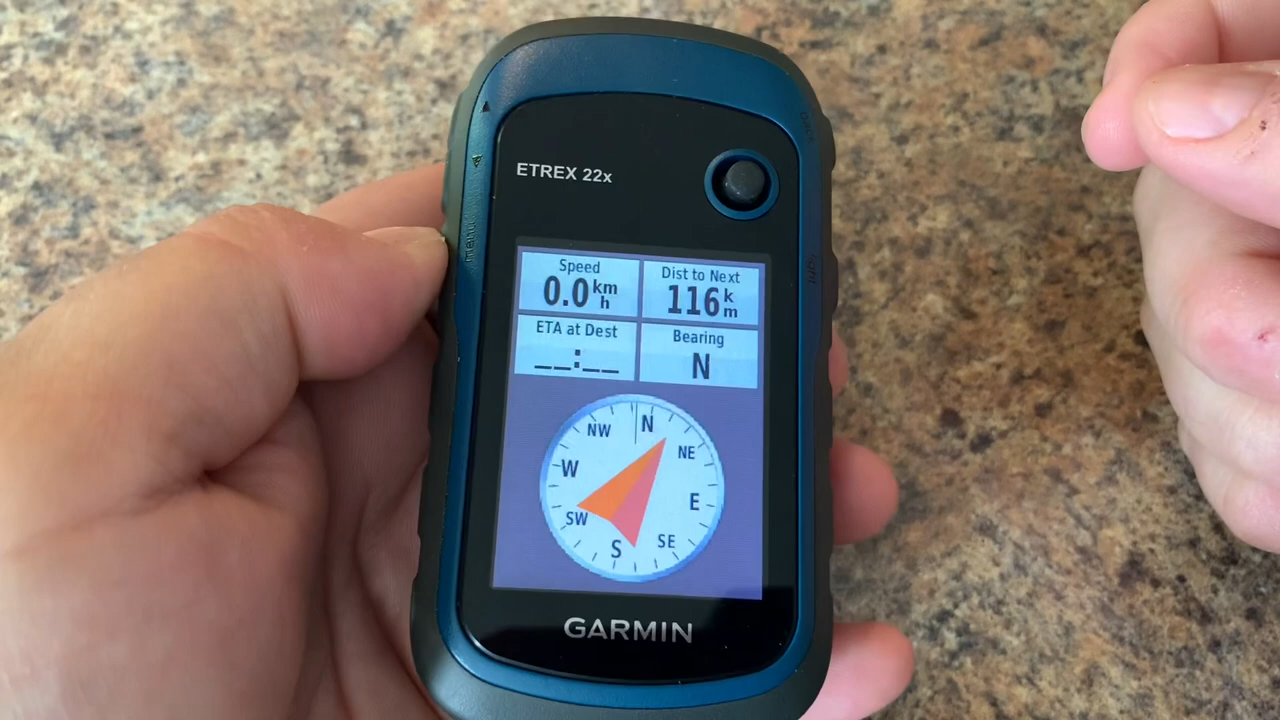 ETREX 22x
Speed
0.0 km h
Dist to Next
116 k m
ETA at Dest
__:__
Bearing
N
N
NW
NE
W
E
SW
SE
S
GARMIN
menu